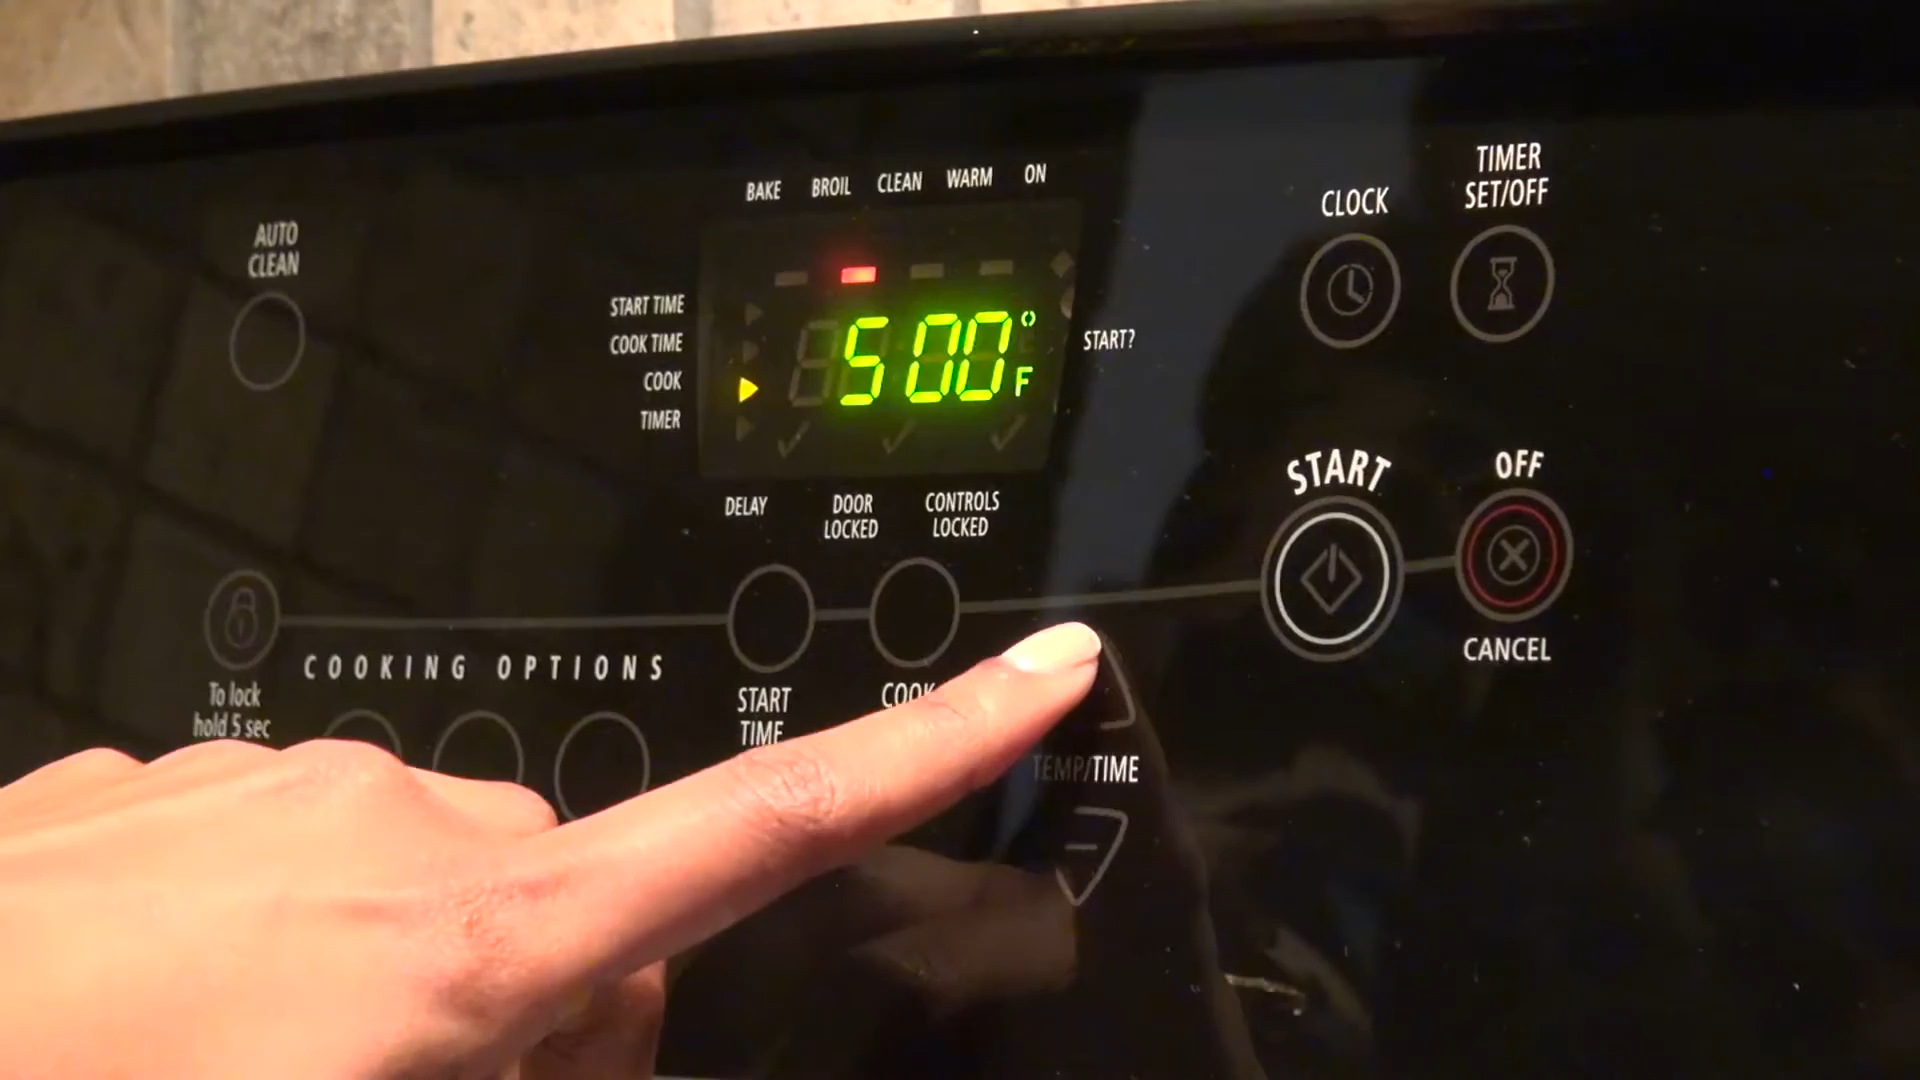 BAKE BROIL CLEAN WARM ON
AUTO
CLEAN
START TIME
COOK TIME
COOK
TIMER
500°F
START?
CLOCK
TIMER
SET/OFF
DELAY
DOOR
LOCKED
CONTROLS
LOCKED
START
OFF
CANCEL
To lock
hold 5 sec
COOKING OPTIONS
START
TIME
COOK
TEMP/TIME